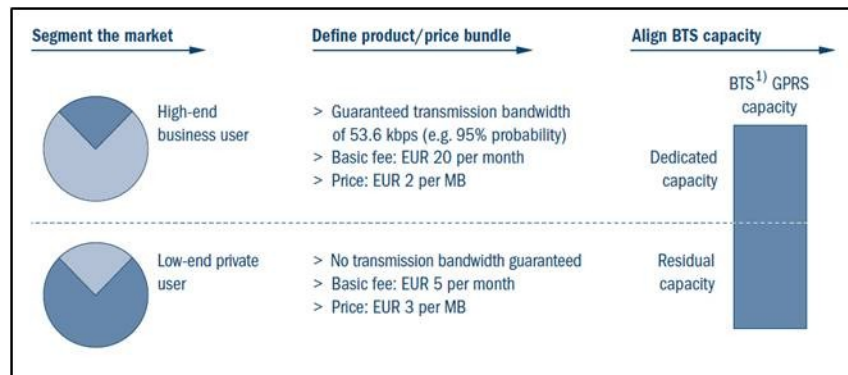 Segment the market
Define product/price bundle
Align BTS capacity
BTS1) GPRS
capacity
High-end
business user
> Guaranteed transmission bandwidth
of 53.6 kbps (e.g. 95% probability)
> Basic fee: EUR 20 per month
> Price: EUR 2 per MB
Dedicated
capacity
Low-end private
user
> No transmission bandwidth guaranteed
> Basic fee: EUR 5 per month
> Price: EUR 3 per MB
Residual
capacity